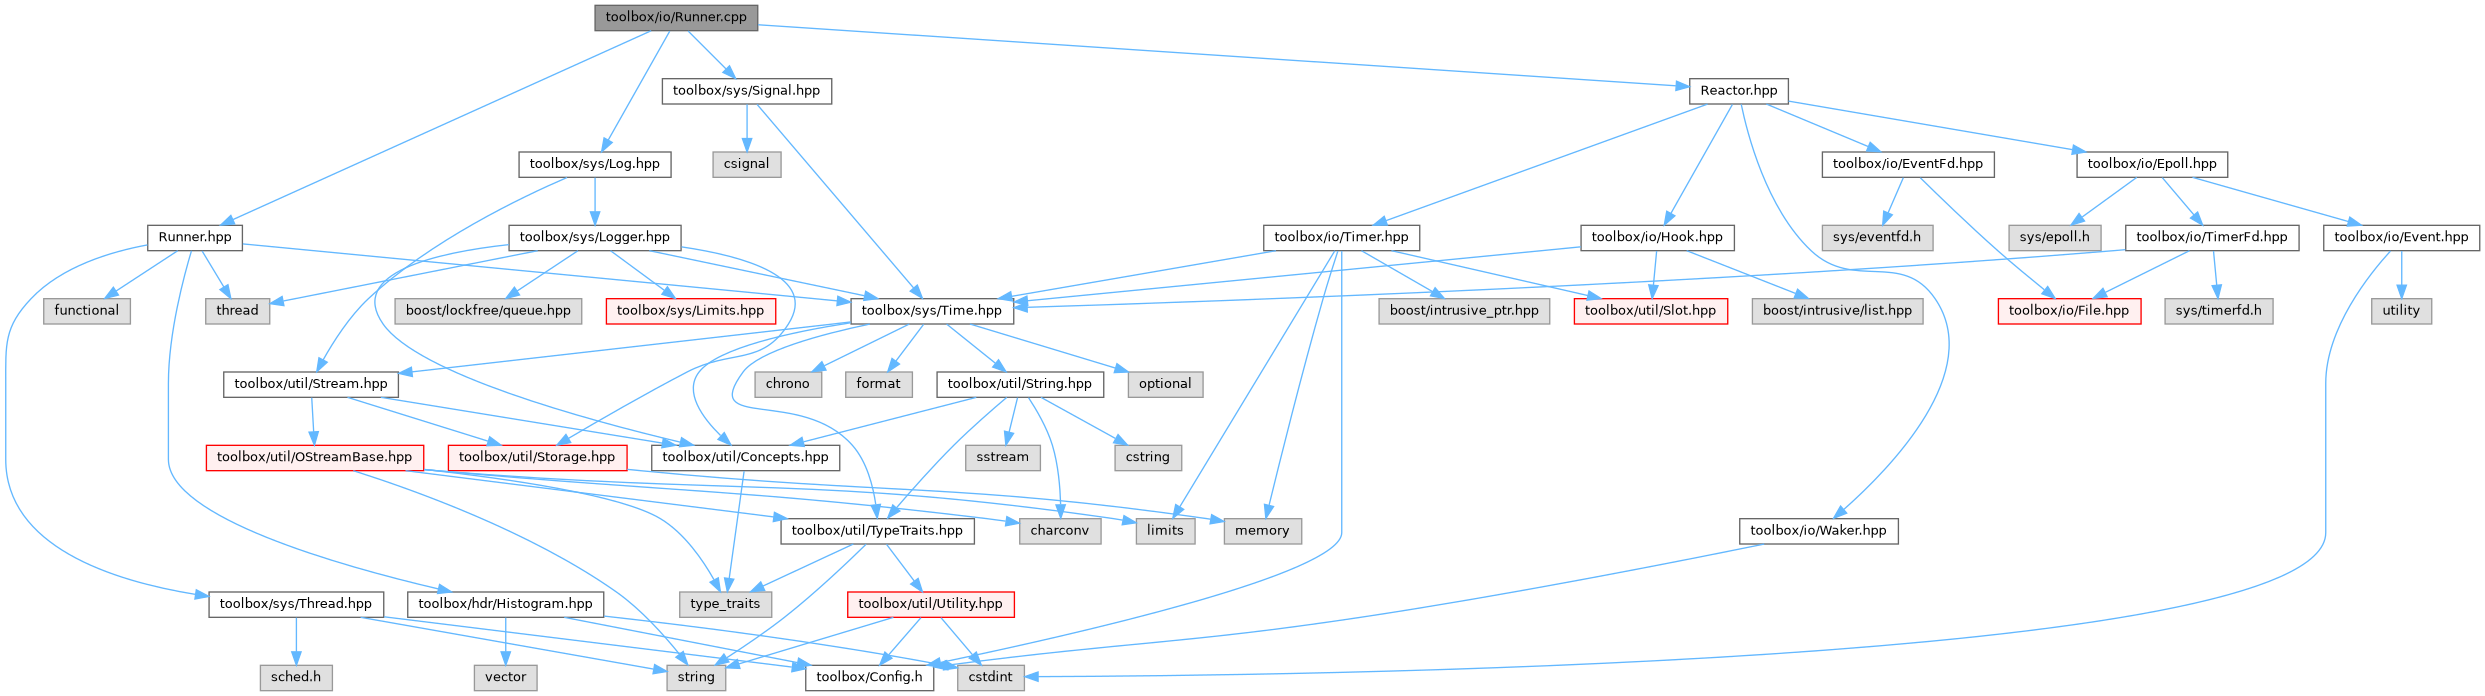 toolbox/io/Runner.cpp
toolbox/sys/Signal.hpp
Reactor.hpp
toolbox/sys/Log.hpp
csignal
toolbox/io/EventFd.hpp
toolbox/io/Epoll.hpp
Runner.hpp
toolbox/sys/Logger.hpp
toolbox/io/Timer.hpp
toolbox/io/Hook.hpp
sys/eventfd.h
sys/epoll.h
toolbox/io/TimerFd.hpp
toolbox/io/Event.hpp
functional
thread
boost/lockfree/queue.hpp
toolbox/sys/Limits.hpp
toolbox/sys/Time.hpp
boost/intrusive_ptr.hpp
toolbox/util/Slot.hpp
boost/intrusive/list.hpp
toolbox/io/File.hpp
sys/timerfd.h
utility
toolbox/util/Stream.hpp
chrono
format
toolbox/util/String.hpp
optional
toolbox/util/OStreamBase.hpp
toolbox/util/Storage.hpp
toolbox/util/Concepts.hpp
sstream
cstring
toolbox/util/TypeTraits.hpp
charconv
limits
memory
toolbox/io/Waker.hpp
toolbox/sys/Thread.hpp
toolbox/hdr/Histogram.hpp
type_traits
toolbox/util/Utility.hpp
sched.h
vector
string
toolbox/Config.h
cstdint